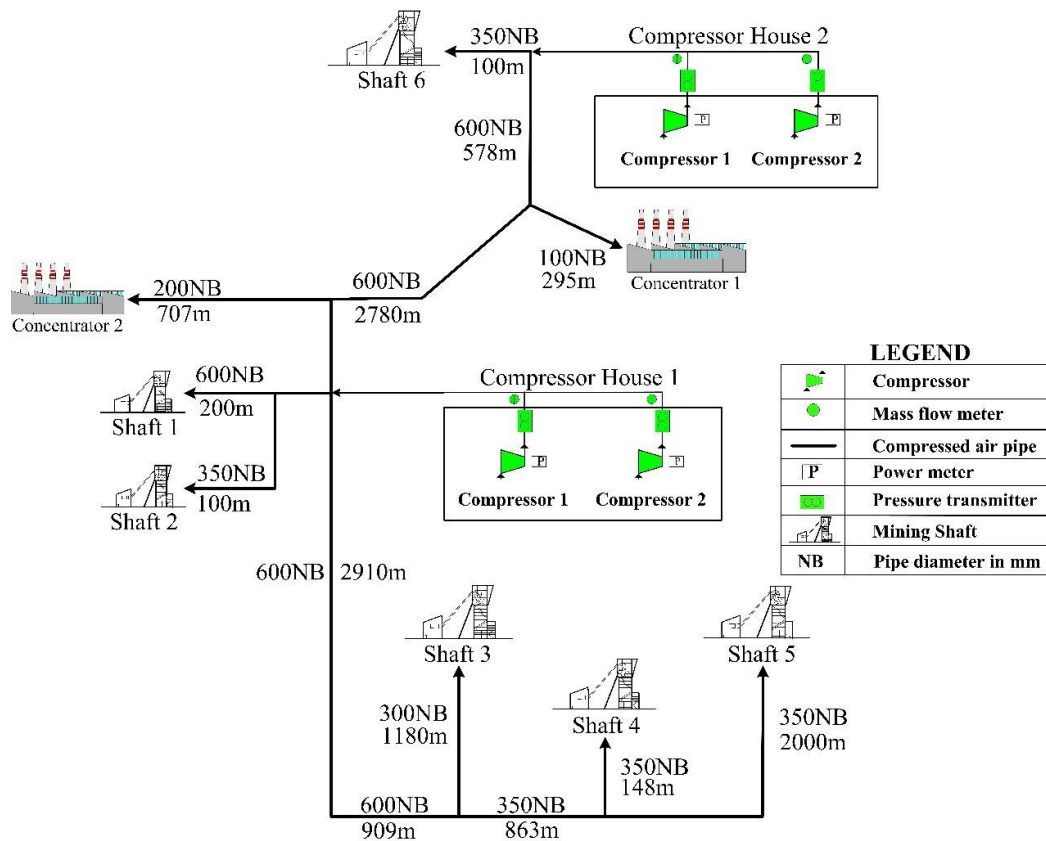 350NB
100m
Shaft 6
Compressor House 2
P
P
Compressor 1
Compressor 2
600NB
578m
100NB
295m
Concentrator 1
600NB
2780m
200NB
707m
Concentrator 2
600NB
200m
Shaft 1
350NB
100m
Shaft 2
Compressor House 1
P
P
Compressor 1
Compressor 2
LEGEND
Compressor
Mass flow meter
Compressed air pipe
P
Power meter
Pressure transmitter
Mining Shaft
NB
Pipe diameter in mm
600NB
2910m
Shaft 3
Shaft 4
Shaft 5
300NB
1180m
350NB
148m
350NB
2000m
600NB
909m
350NB
863m